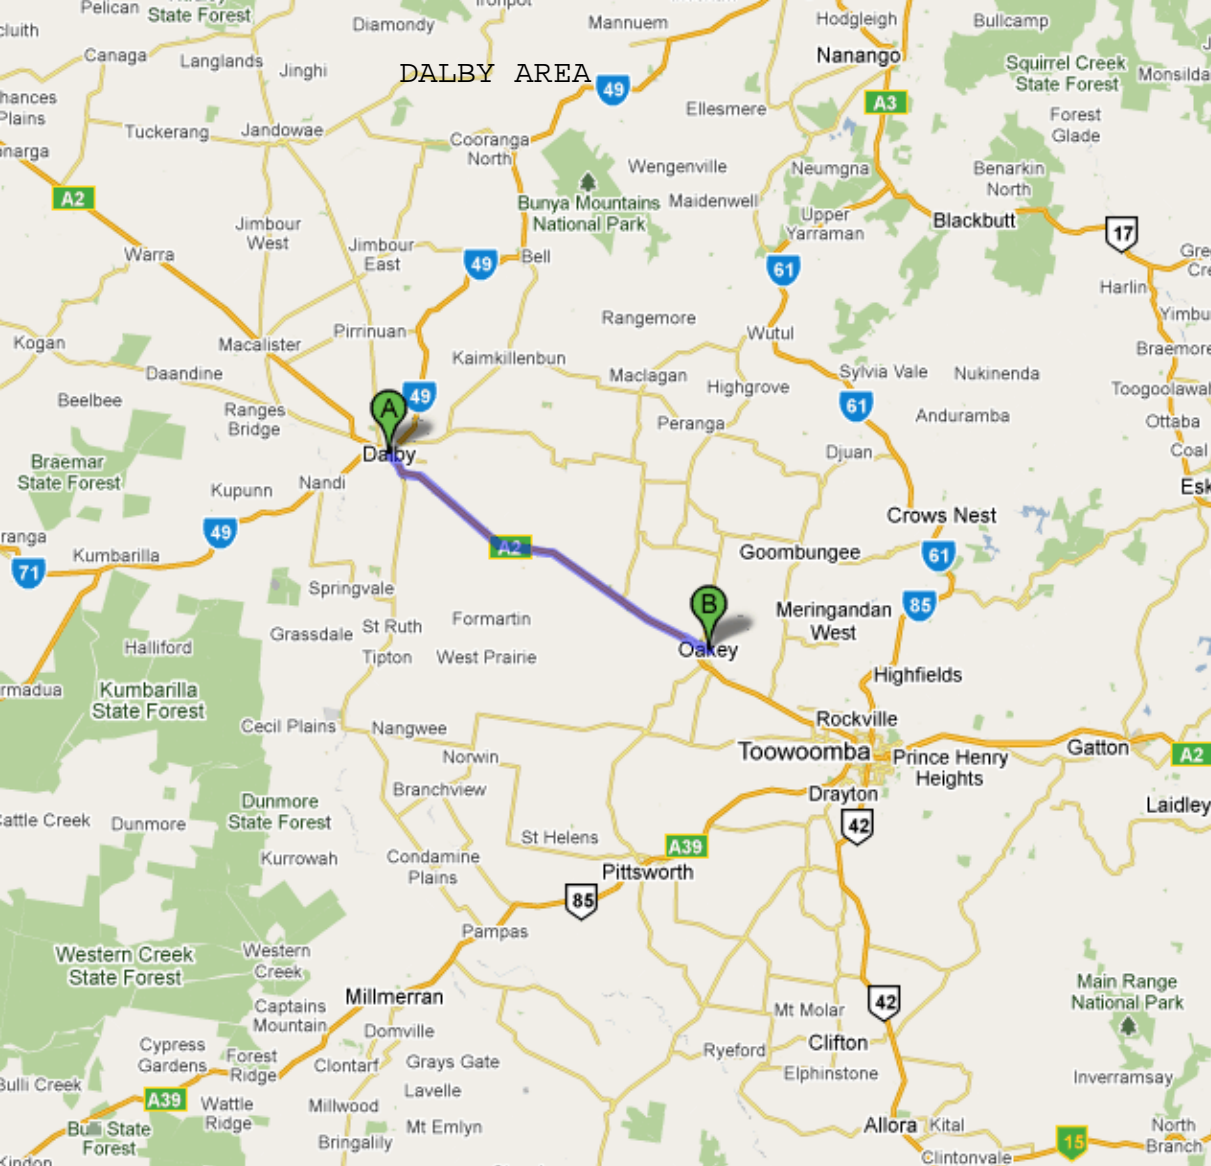 Pelican
State Forest
Diamondy
Mannuem
Hodgleigh
Bullcamp
Canaga
Langlands
Jinghi
DALBY AREA
49
Nanango
Squirrel Creek
State Forest
Monsilda
A3
Ellesmere
Forest
Glade
Plains
Tuckerang
Jandowae
Cooranga
North
Wengenville
Neumgna
Benarkin
North
A2
Bunya Mountains
National Park
Maidenwell
Upper
Yarraman
Blackbutt
17
Jimbour
West
Warra
Jimbour
East
49
Bell
61
Harlin
Rangemore
Wutul
Kogan
Macalister
Pirrinuan
Kaimkillenbun
Daandine
Maclagan
Highgrove
Sylvia Vale
Nukinenda
Beelbee
Ranges
Bridge
A
49
61
Anduramba
Ottaba
Peranga
Dalby
Djuan
Coal
Braemar
State Forest
Kupunn
Nandi
Esk
Crows Nest
49
A2
Goombungee
61
71
Kumbarilla
Springvale
B
85
Meringandan
West
Formartin
St Ruth
Grassdale
Halliford
Tipton
West Prairie
Oakey
Highfields
Kumbarilla
State Forest
Cecil Plains
Nangwee
Rockville
Toowoomba
Prince Henry
Heights
Gatton
A2
Norwin
Branchview
Drayton
Laidley
Dunmore
State Forest
Dunmore
42
St Helens
A39
Kurrowah
Condamine
Plains
Pittsworth
85
Pampas
Western Creek
State Forest
Western
Creek
Millmerran
42
Main Range
National Park
Captains
Mountain
Mt Molar
Domville
Clifton
Cypress
Gardens
Forest
Ridge
Clontarf
Grays Gate
Ryeford
Elphinstone
Inverramsay
Bulli Creek
Lavelle
A39
Wattle
Ridge
Millwood
Mt Emlyn
State
Forest
Bringalily
Allora
Kital
15
North
Branch
Clintonvale